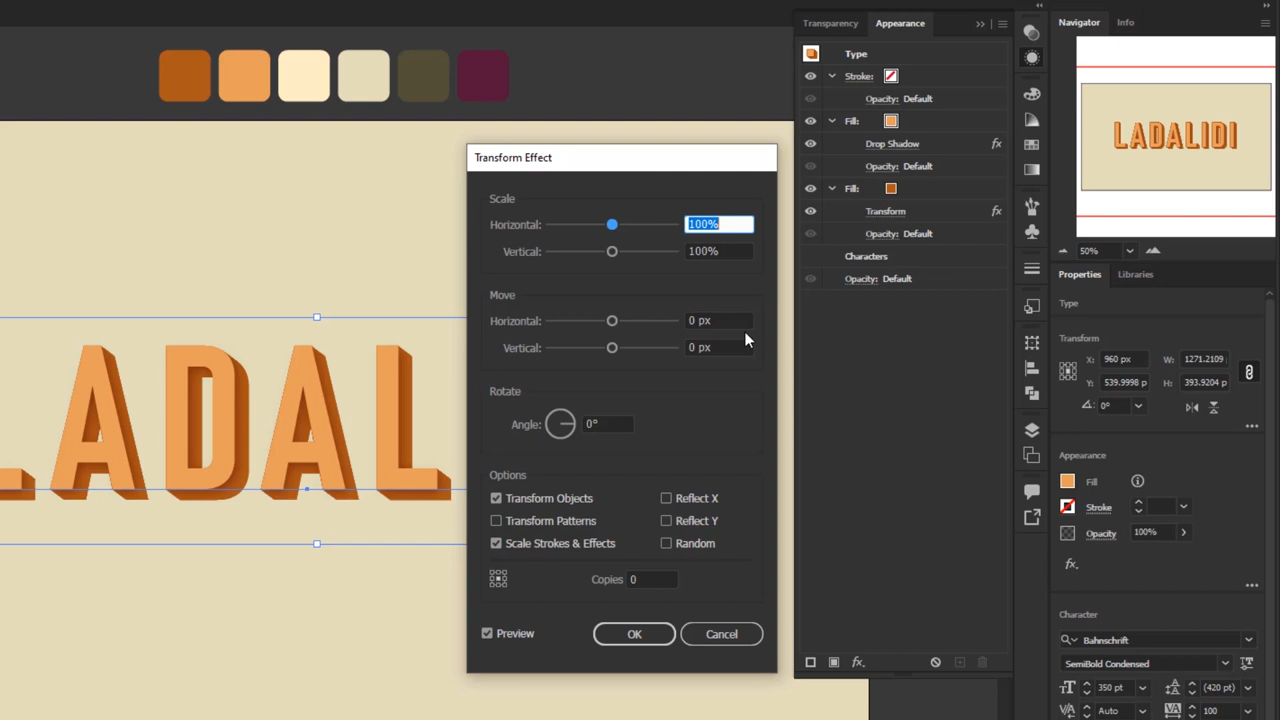 Transparency
Appearance
Navigator
Info
Type
Stroke:
Opacity: Default
Fill:
Drop Shadow
fx
Opacity: Default
Fill:
Transform
fx
Opacity: Default
Characters
Opacity: Default
fx.
LADALIDI
50%
Properties
Libraries
Type
Transform
X:
960 px
W:
1271.2109
Y:
539.9998 p
H:
393.9204 p
0°
Appearance
Fill
Stroke
Opacity
100%
fx.
Character
Bahnschrift
SemiBold Condensed
350 pt
(420 pt)
Auto
100
Transform Effect
Scale
Horizontal:
100%
Vertical:
100%
Move
Horizontal:
0 px
Vertical:
0 px
Rotate
Angle:
0°
Options
Transform Objects
Reflect X
Transform Patterns
Reflect Y
Scale Strokes & Effects
Random
Copies
0
Preview
OK
Cancel
LADAL